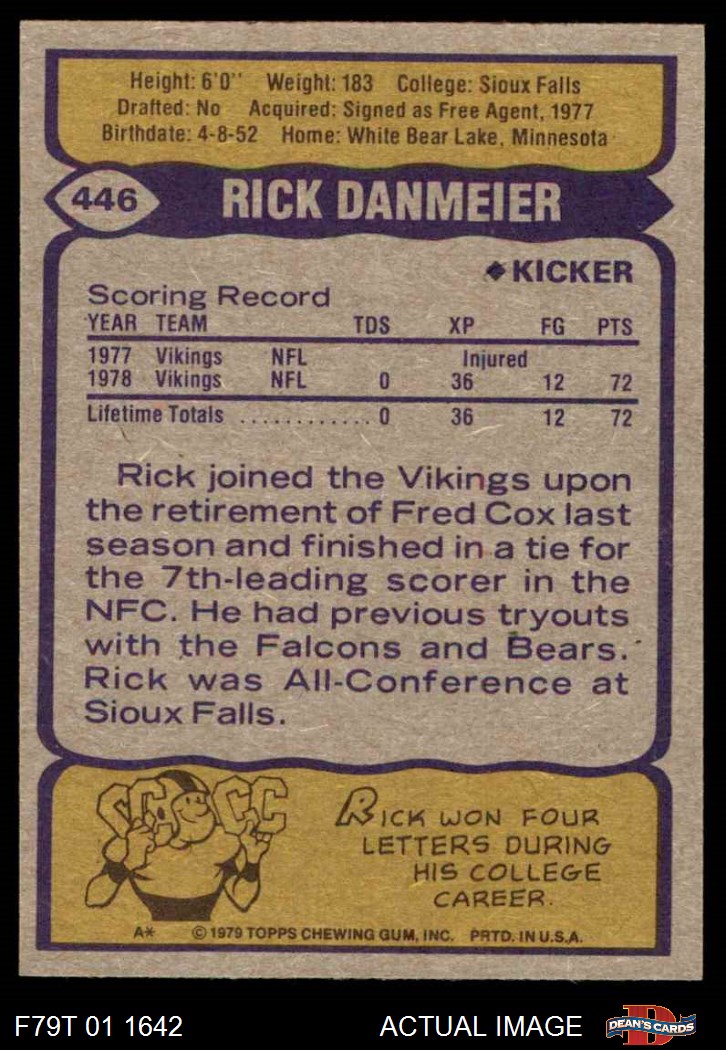 Height: 6'0'' Weight: 183 College: Sioux Falls
Drafted: No Acquired: Signed as Free Agent, 1977
Birthdate: 4-8-52 Home: White Bear Lake, Minnesota
446 RICK DANMEIER
KICKER
Scoring Record
YEAR TEAM TDS XP FG PTS
1977 Vikings NFL Injured
1978 Vikings NFL 0 36 12 72
Lifetime Totals ............ 0 36 12 72
Rick joined the Vikings upon
the retirement of Fred Cox last
season and finished in a tie for
the 7th-leading scorer in the
NFC. He had previous tryouts
with the Falcons and Bears.
Rick was All-Conference at
Sioux Falls.
CC CC
RICK WON FOUR
LETTERS DURING
HIS COLLEGE
CAREER.
A* © 1979 TOPPS CHEWING GUM, INC. PRTD. IN U.S.A.
F79T 01 1642 ACTUAL IMAGE D DEAN'S CARDS